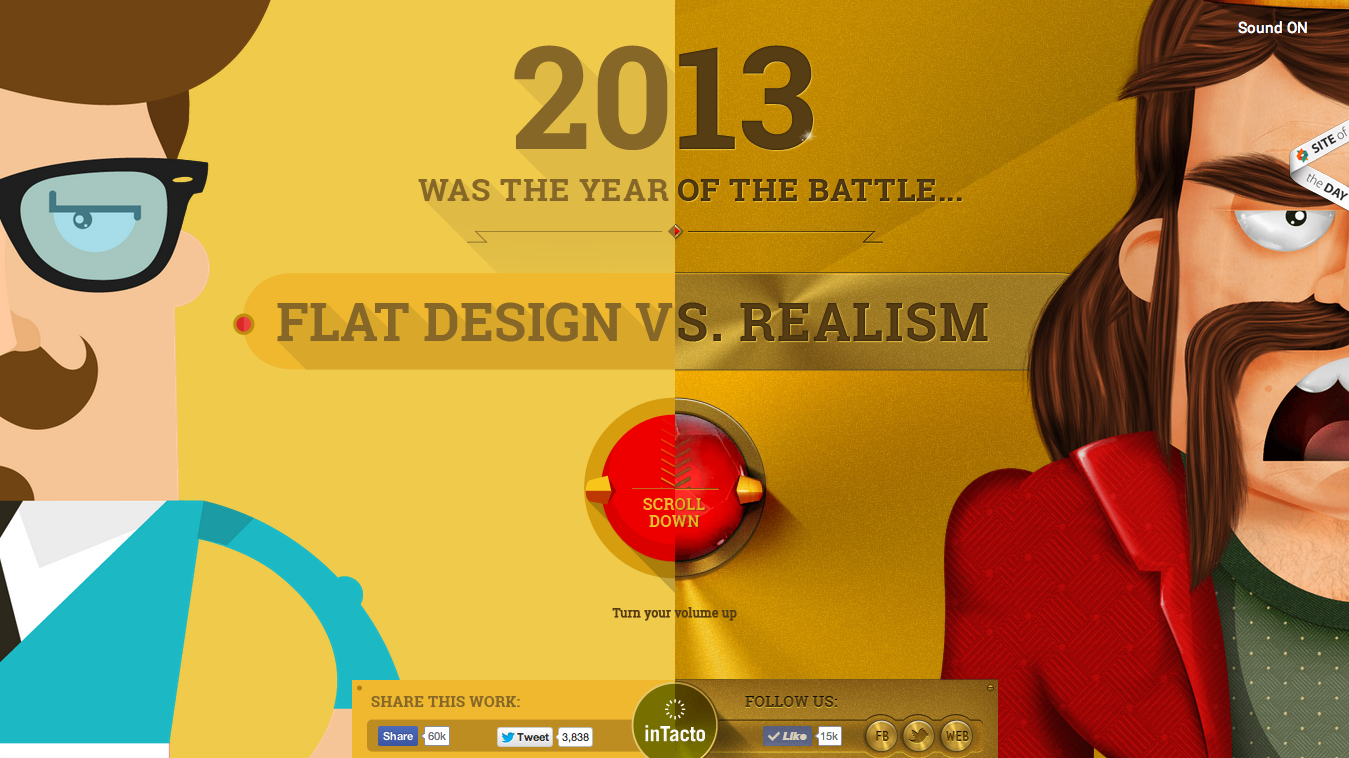 Sound ON
2013
WAS THE YEAR OF THE BATTLE...
SITE of
the DAY
FLAT DESIGN VS. REALISM
SCROLL
DOWN
Turn your volume up
SHARE THIS WORK:
FOLLOW US:
Share 60k
Tweet 3,838
inTacto
Like 15k
FB
WEB